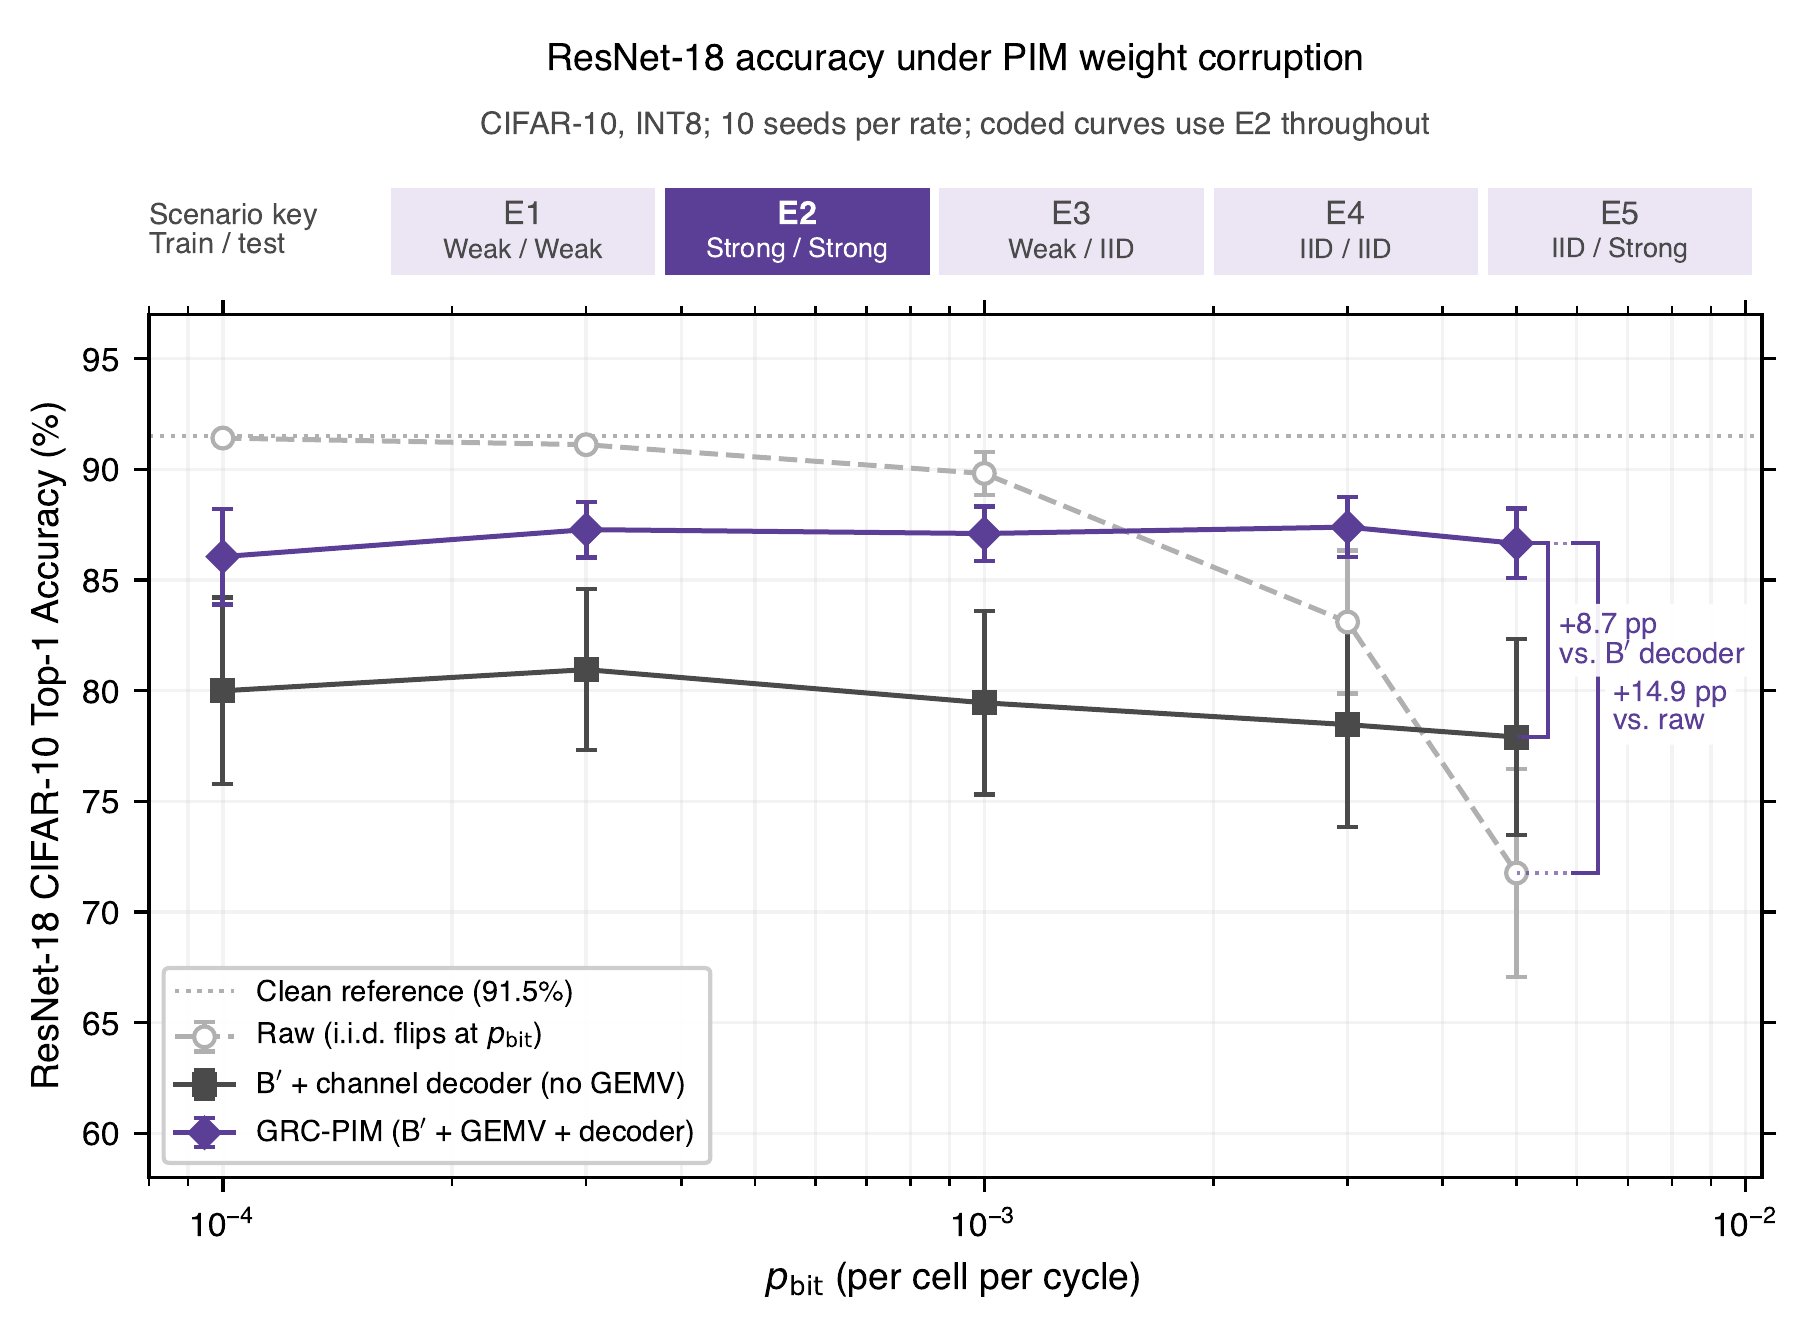 ResNet-18 accuracy under PIM weight corruption
CIFAR-10, INT8; 10 seeds per rate; coded curves use E2 throughout
Scenario key
Train / test
E1
Weak / Weak
E2
Strong / Strong
E3
Weak / IID
E4
IID / IID
E5
IID / Strong
ResNet-18 CIFAR-10 Top-1 Accuracy (%)
95
90
85
80
75
70
65
60
+8.7 pp
vs. B′ decoder
+14.9 pp
vs. raw
Clean reference (91.5%)
Raw (i.i.d. flips at p_bit)
B′ + channel decoder (no GEMV)
GRC-PIM (B′ + GEMV + decoder)
10⁻⁴
10⁻³
10⁻²
p_bit (per cell per cycle)